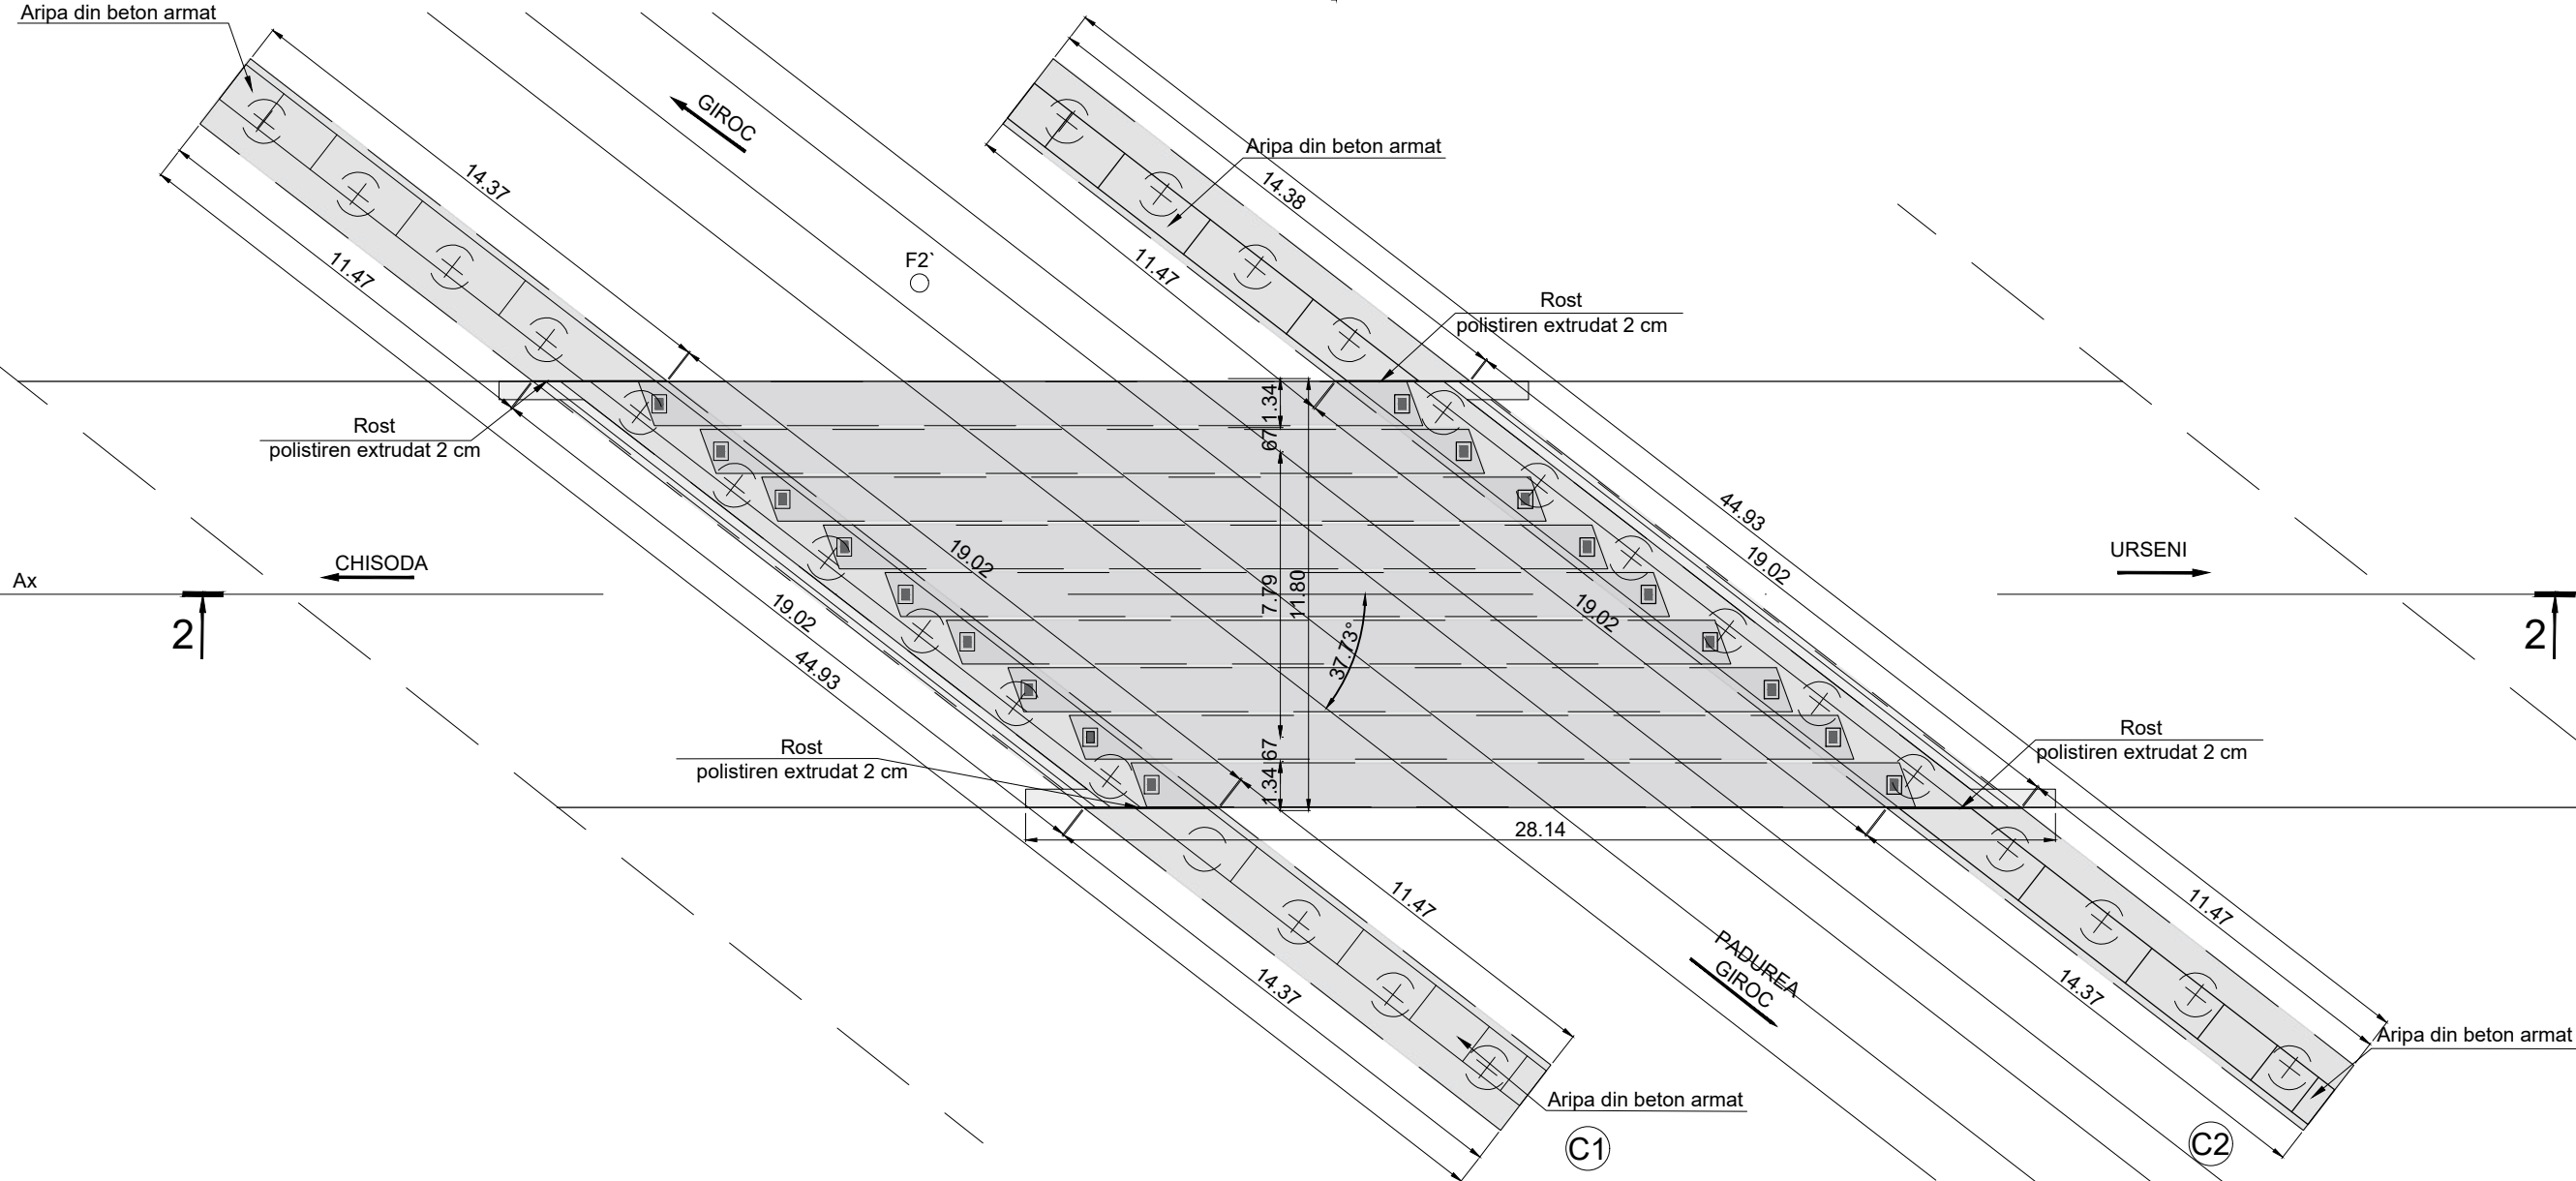 Aripa din beton armat
GIROC
14.37
11.47
Aripa din beton armat
14.38
11.47
F2`
Rost
polistiren extrudat 2 cm
Rost
polistiren extrudat 2 cm
1.34
67
44.93
19.02
19.02
7.79
11.80
37.73°
19.02
CHISODA
Ax
2
URSENI
2
19.02
44.93
Rost
polistiren extrudat 2 cm
67
1.34
Rost
polistiren extrudat 2 cm
28.14
11.47
14.37
PADUREA
GIROC
11.47
14.37
Aripa din beton armat
Aripa din beton armat
C1
C2